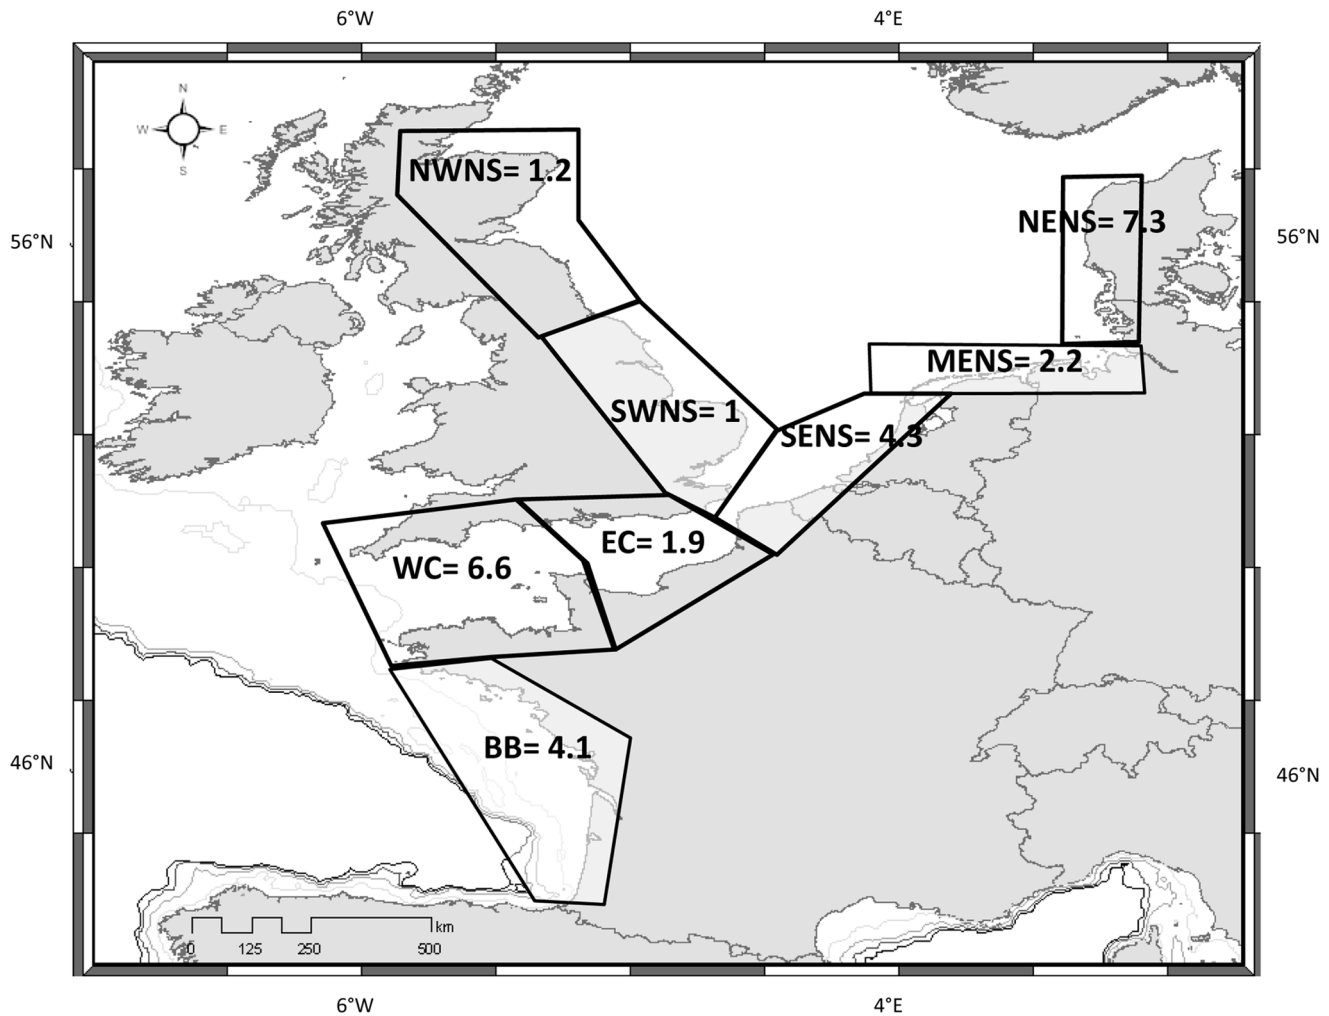 6°W 4°E
N
W E
S
NWNS= 1.2
NENS= 7.3
56°N 56°N
MENS= 2.2
SWNS= 1
SENS= 4.3
EC= 1.9
WC= 6.6
BB= 4.1
46°N 46°N
km
0 125 250 500
6°W 4°E